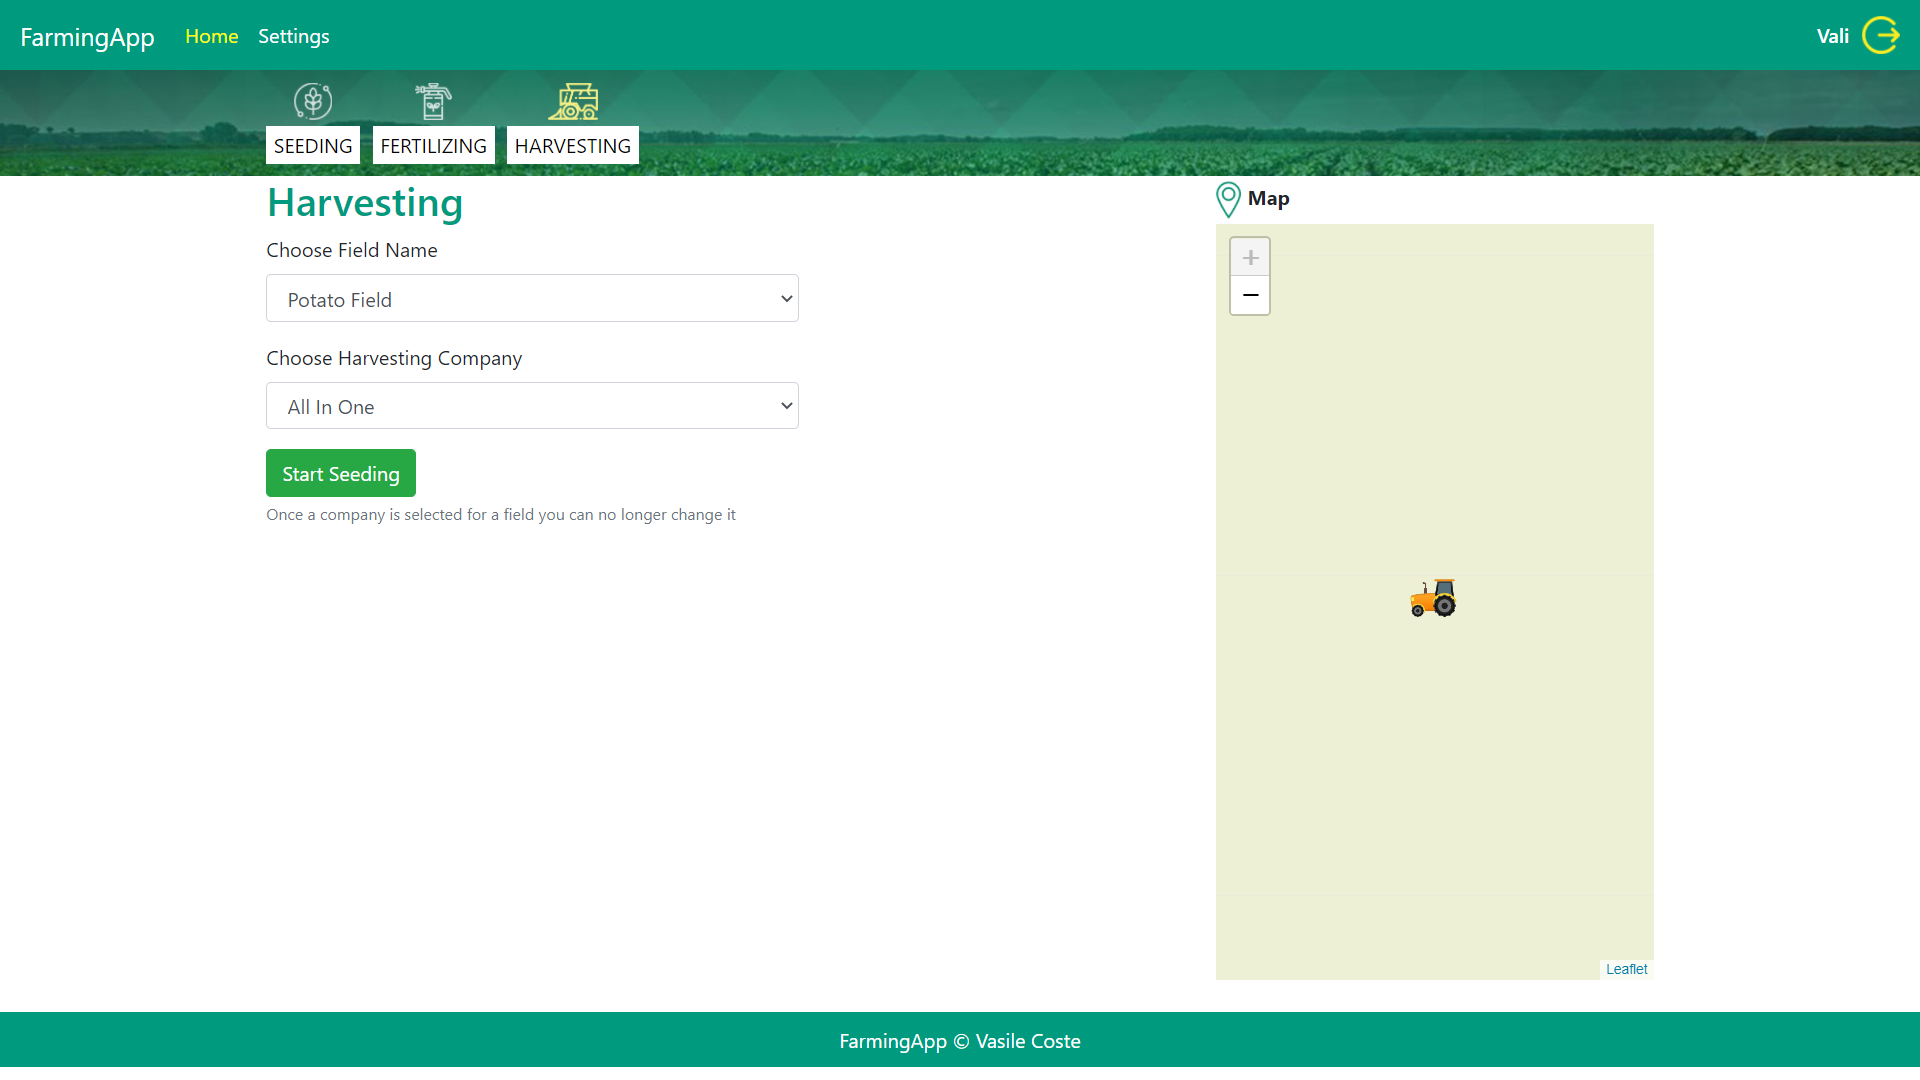 FarmingApp Home Settings Vali
SEEDING FERTILIZING HARVESTING
Harvesting
Choose Field Name
Potato Field
Choose Harvesting Company
All In One
Start Seeding
Once a company is selected for a field you can no longer change it
Map
+
−
Leaflet
FarmingApp © Vasile Coste